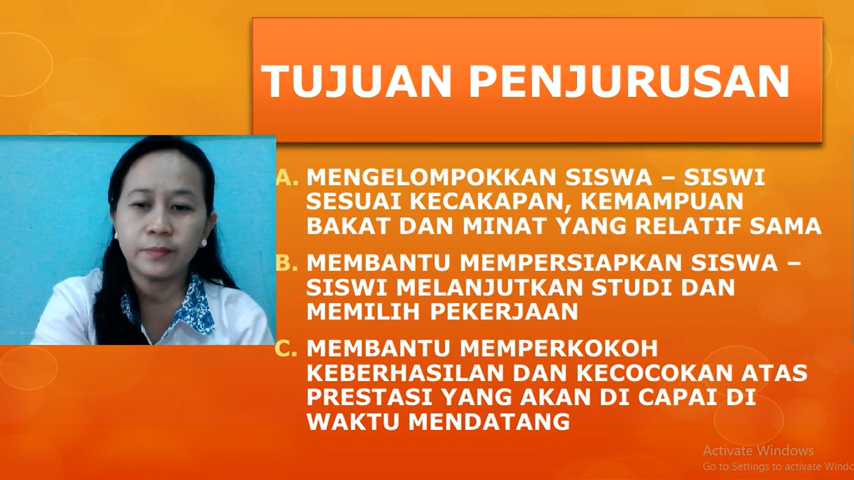 TUJUAN PENJURUSAN
A. MENGELOMPOKKAN SISWA – SISWI
SESUAI KECAKAPAN, KEMAMPUAN
BAKAT DAN MINAT YANG RELATIF SAMA
B. MEMBANTU MEMPERSIAPKAN SISWA –
SISWI MELANJUTKAN STUDI DAN
MEMILIH PEKERJAAN
C. MEMBANTU MEMPERKOKOH
KEBERHASILAN DAN KECOCOKAN ATAS
PRESTASI YANG AKAN DI CAPAI DI
WAKTU MENDATANG
Activate Windows
Go to Settings to activate Windo